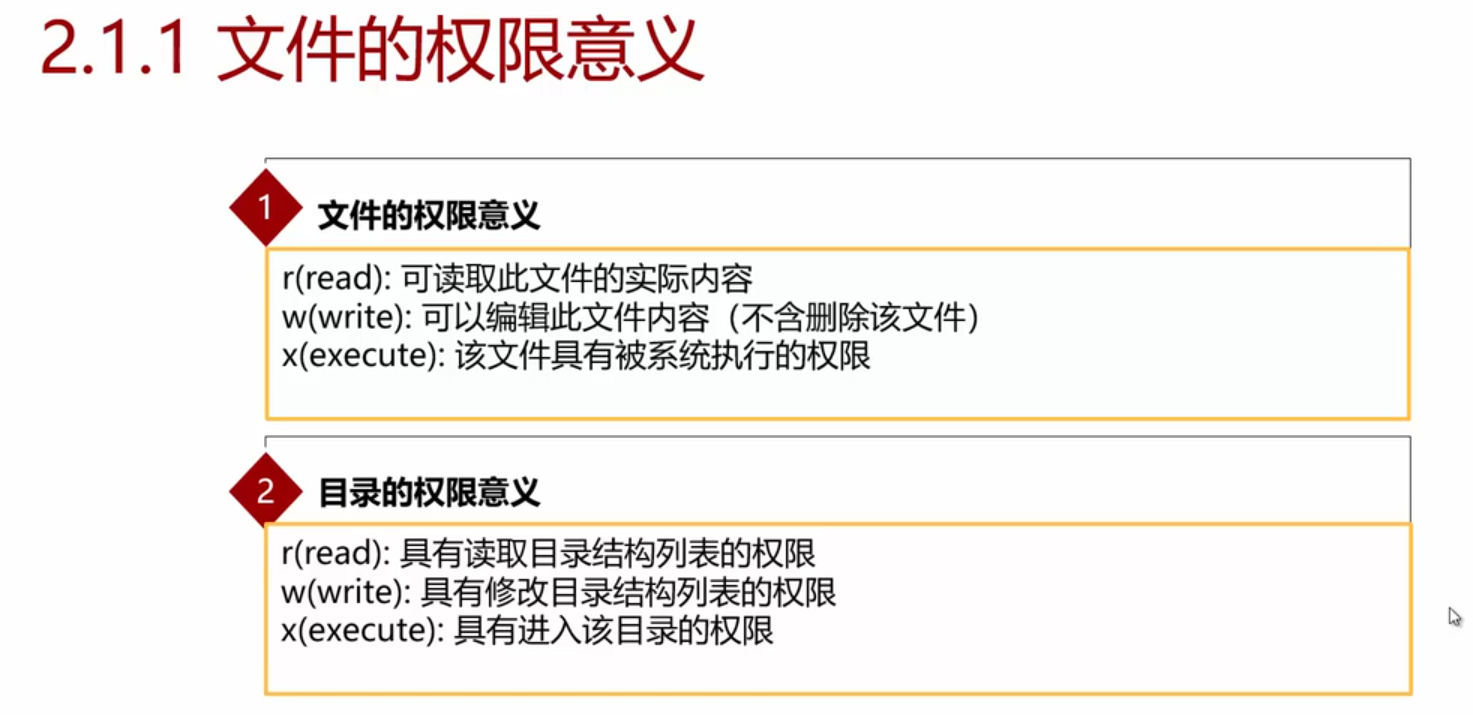 2.1.1 文件的权限意义
1
文件的权限意义
r(read): 可读取此文件的实际内容
w(write): 可以编辑此文件内容（不含删除该文件）
x(execute): 该文件具有被系统执行的权限
2
目录的权限意义
r(read): 具有读取目录结构列表的权限
w(write): 具有修改目录结构列表的权限
x(execute): 具有进入该目录的权限